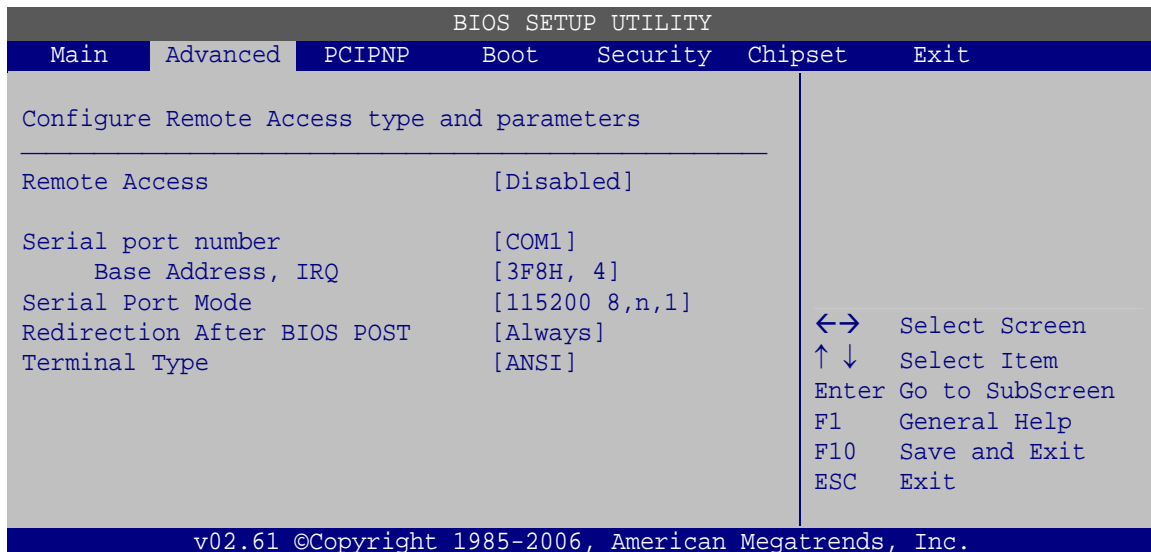 BIOS SETUP UTILITY
Main Advanced PCIPNP Boot Security Chipset Exit
Configure Remote Access type and parameters
Remote Access [Disabled]
Serial port number [COM1]
Base Address, IRQ [3F8H, 4]
Serial Port Mode [115200 8,n,1]
Redirection After BIOS POST [Always]
Terminal Type [ANSI]
←→ Select Screen
↑ ↓ Select Item
Enter Go to SubScreen
F1 General Help
F10 Save and Exit
ESC Exit
v02.61 ©Copyright 1985-2006, American Megatrends, Inc.